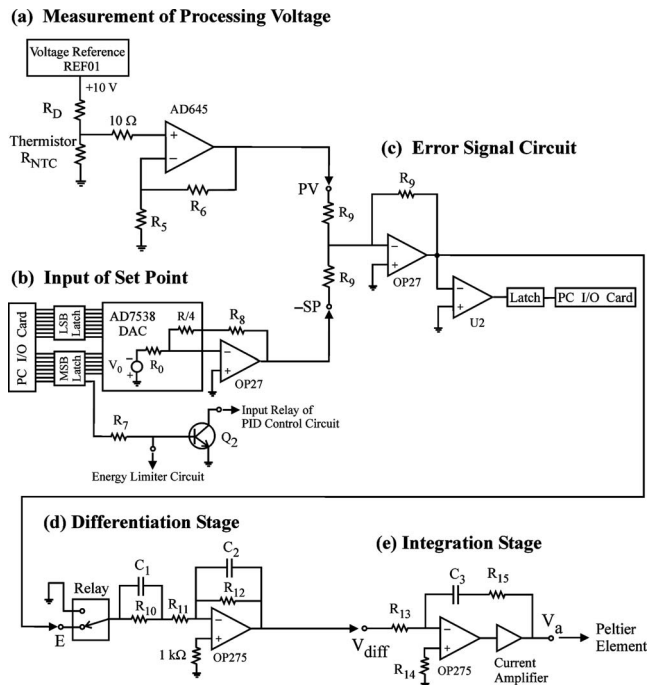 (a) Measurement of Processing Voltage
Voltage Reference
REF01
+10 V
R_D
10 Ω
AD645
Thermistor
R_NTC
+
−
R_6
R_5
(c) Error Signal Circuit
PV
R_9
R_9
−
+
OP27
R_9
−SP
−
+
U2
Latch
PC I/O Card
(b) Input of Set Point
PC I/O Card
LSB
Latch
MSB
Latch
AD7538
DAC
R/4
R_8
V_0
−
+
R_0
−
+
OP27
R_7
Q_2
Input Relay of
PID Control Circuit
Energy Limiter Circuit
(d) Differentiation Stage
Relay
E
C_1
R_10
R_11
C_2
R_12
−
+
1 kΩ
OP275
V_diff
(e) Integration Stage
R_13
C_3
R_15
−
+
R_14
OP275
Current
Amplifier
V_a
Peltier
Element